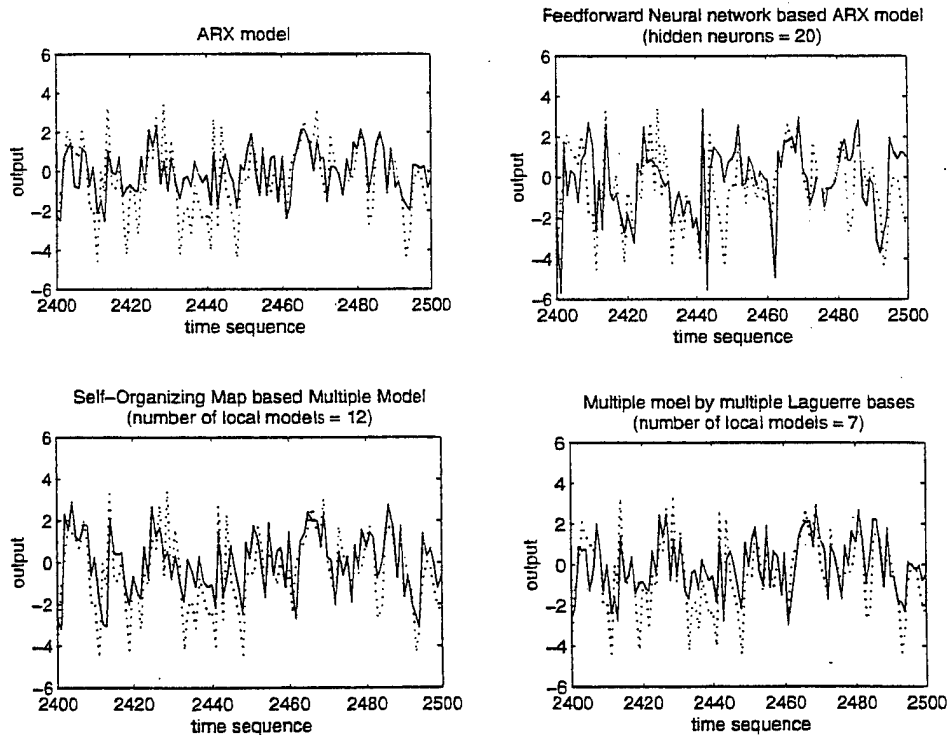 ARX model
6
4
2
0
−2
−4
−6
output
2400 2420 2440 2460 2480 2500
time sequence
Feedforward Neural network based ARX model
(hidden neurons = 20)
6
4
2
0
−2
−4
−6
output
2400 2420 2440 2460 2480 2500
time sequence
Self−Organizing Map based Multiple Model
(number of local models = 12)
6
4
2
0
−2
−4
−6
output
2400 2420 2440 2460 2480 2500
time sequence
Multiple moel by multiple Laguerre bases
(number of local models = 7)
6
4
2
0
−2
−4
−6
output
2400 2420 2440 2460 2480 2500
time sequence